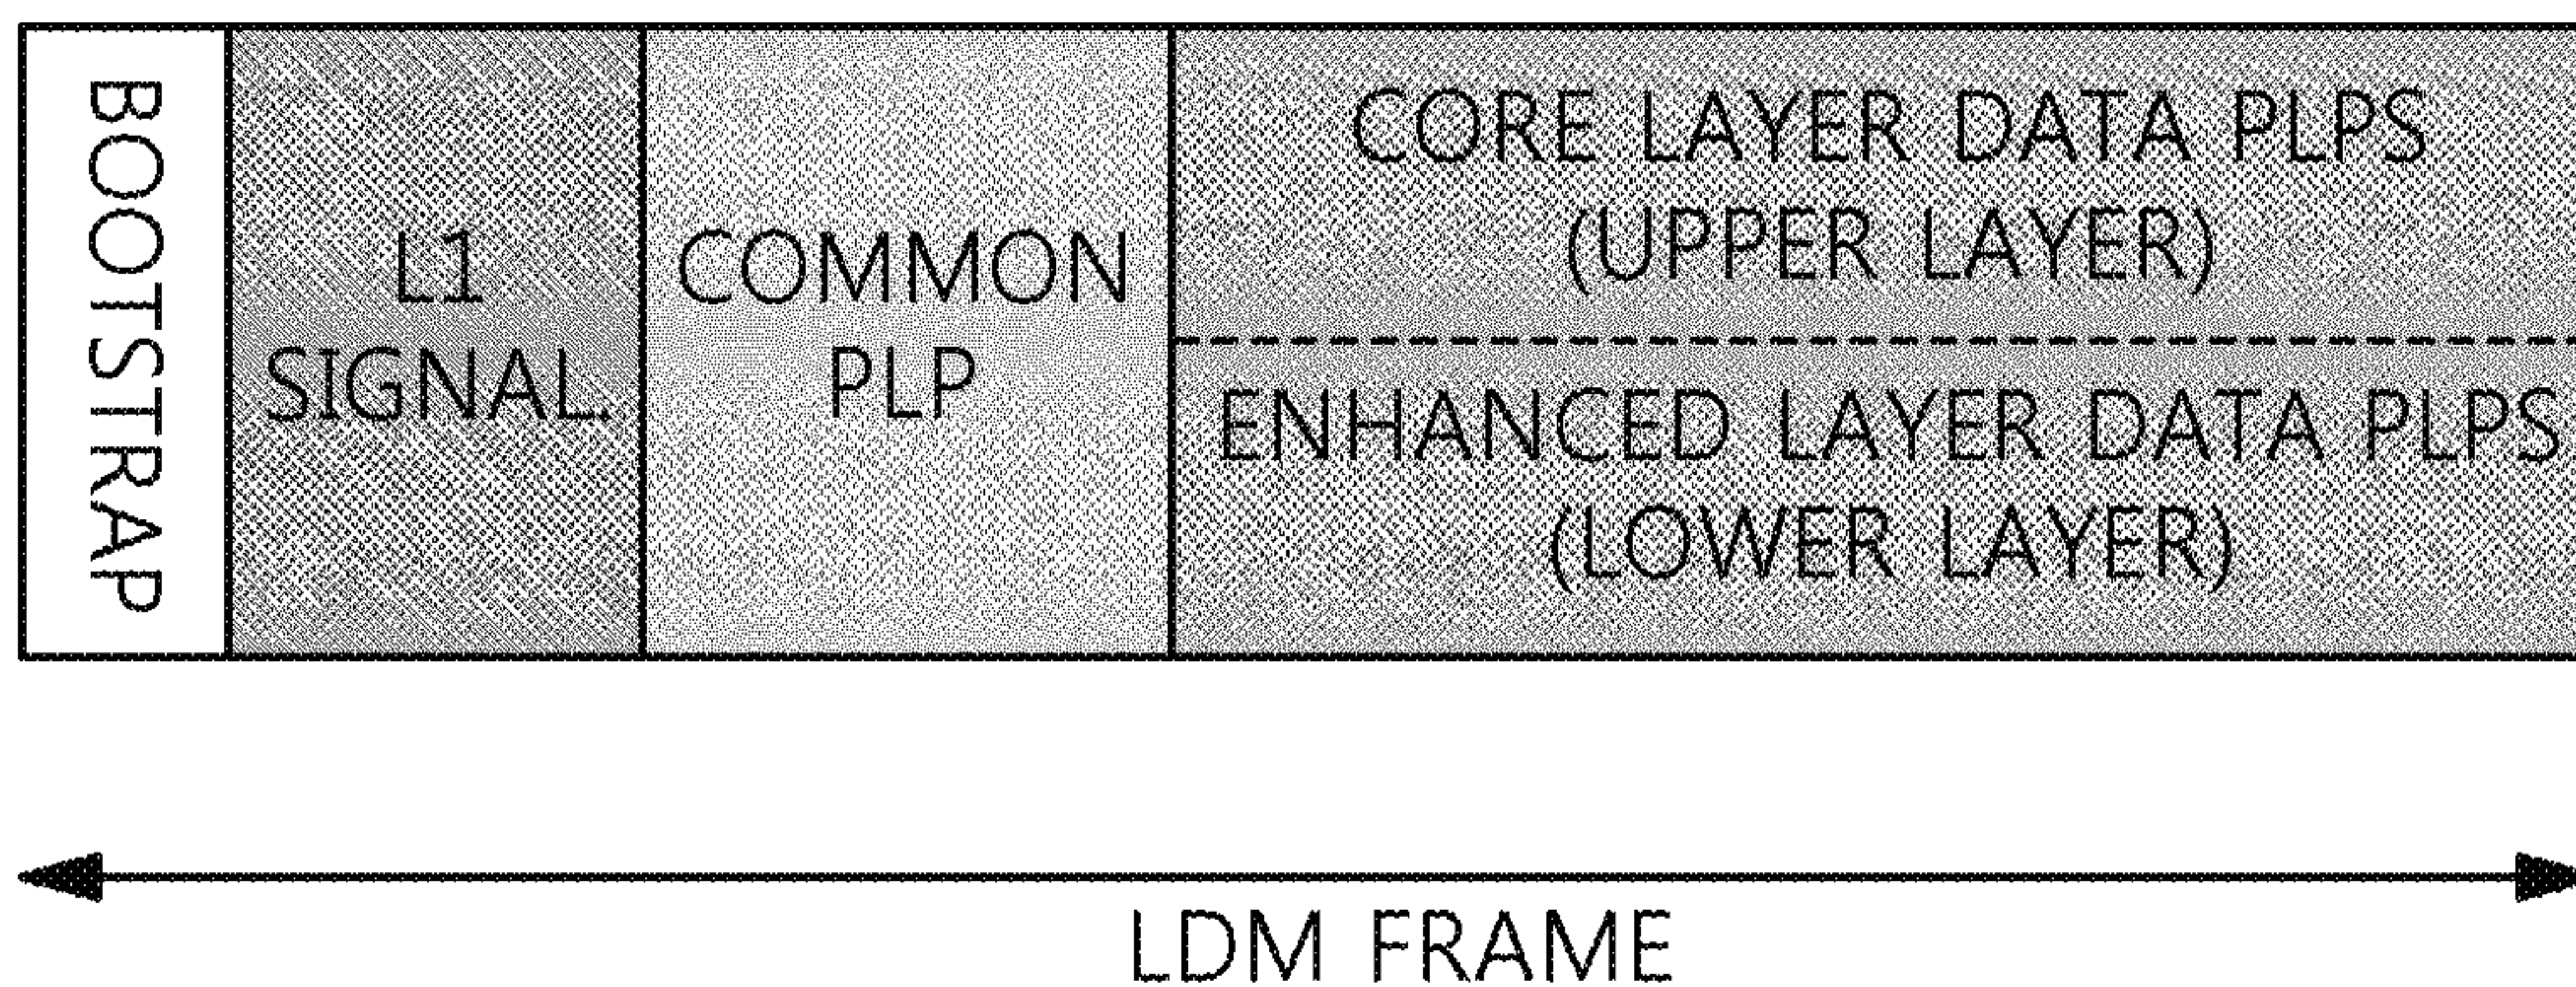 BOOTSTRAP
L1
SIGNAL.
COMMON
PLP
CORE LAYER DATA PLPS
(UPPER LAYER)
ENHANCED LAYER DATA PLPS
(LOWER LAYER)
LDM FRAME